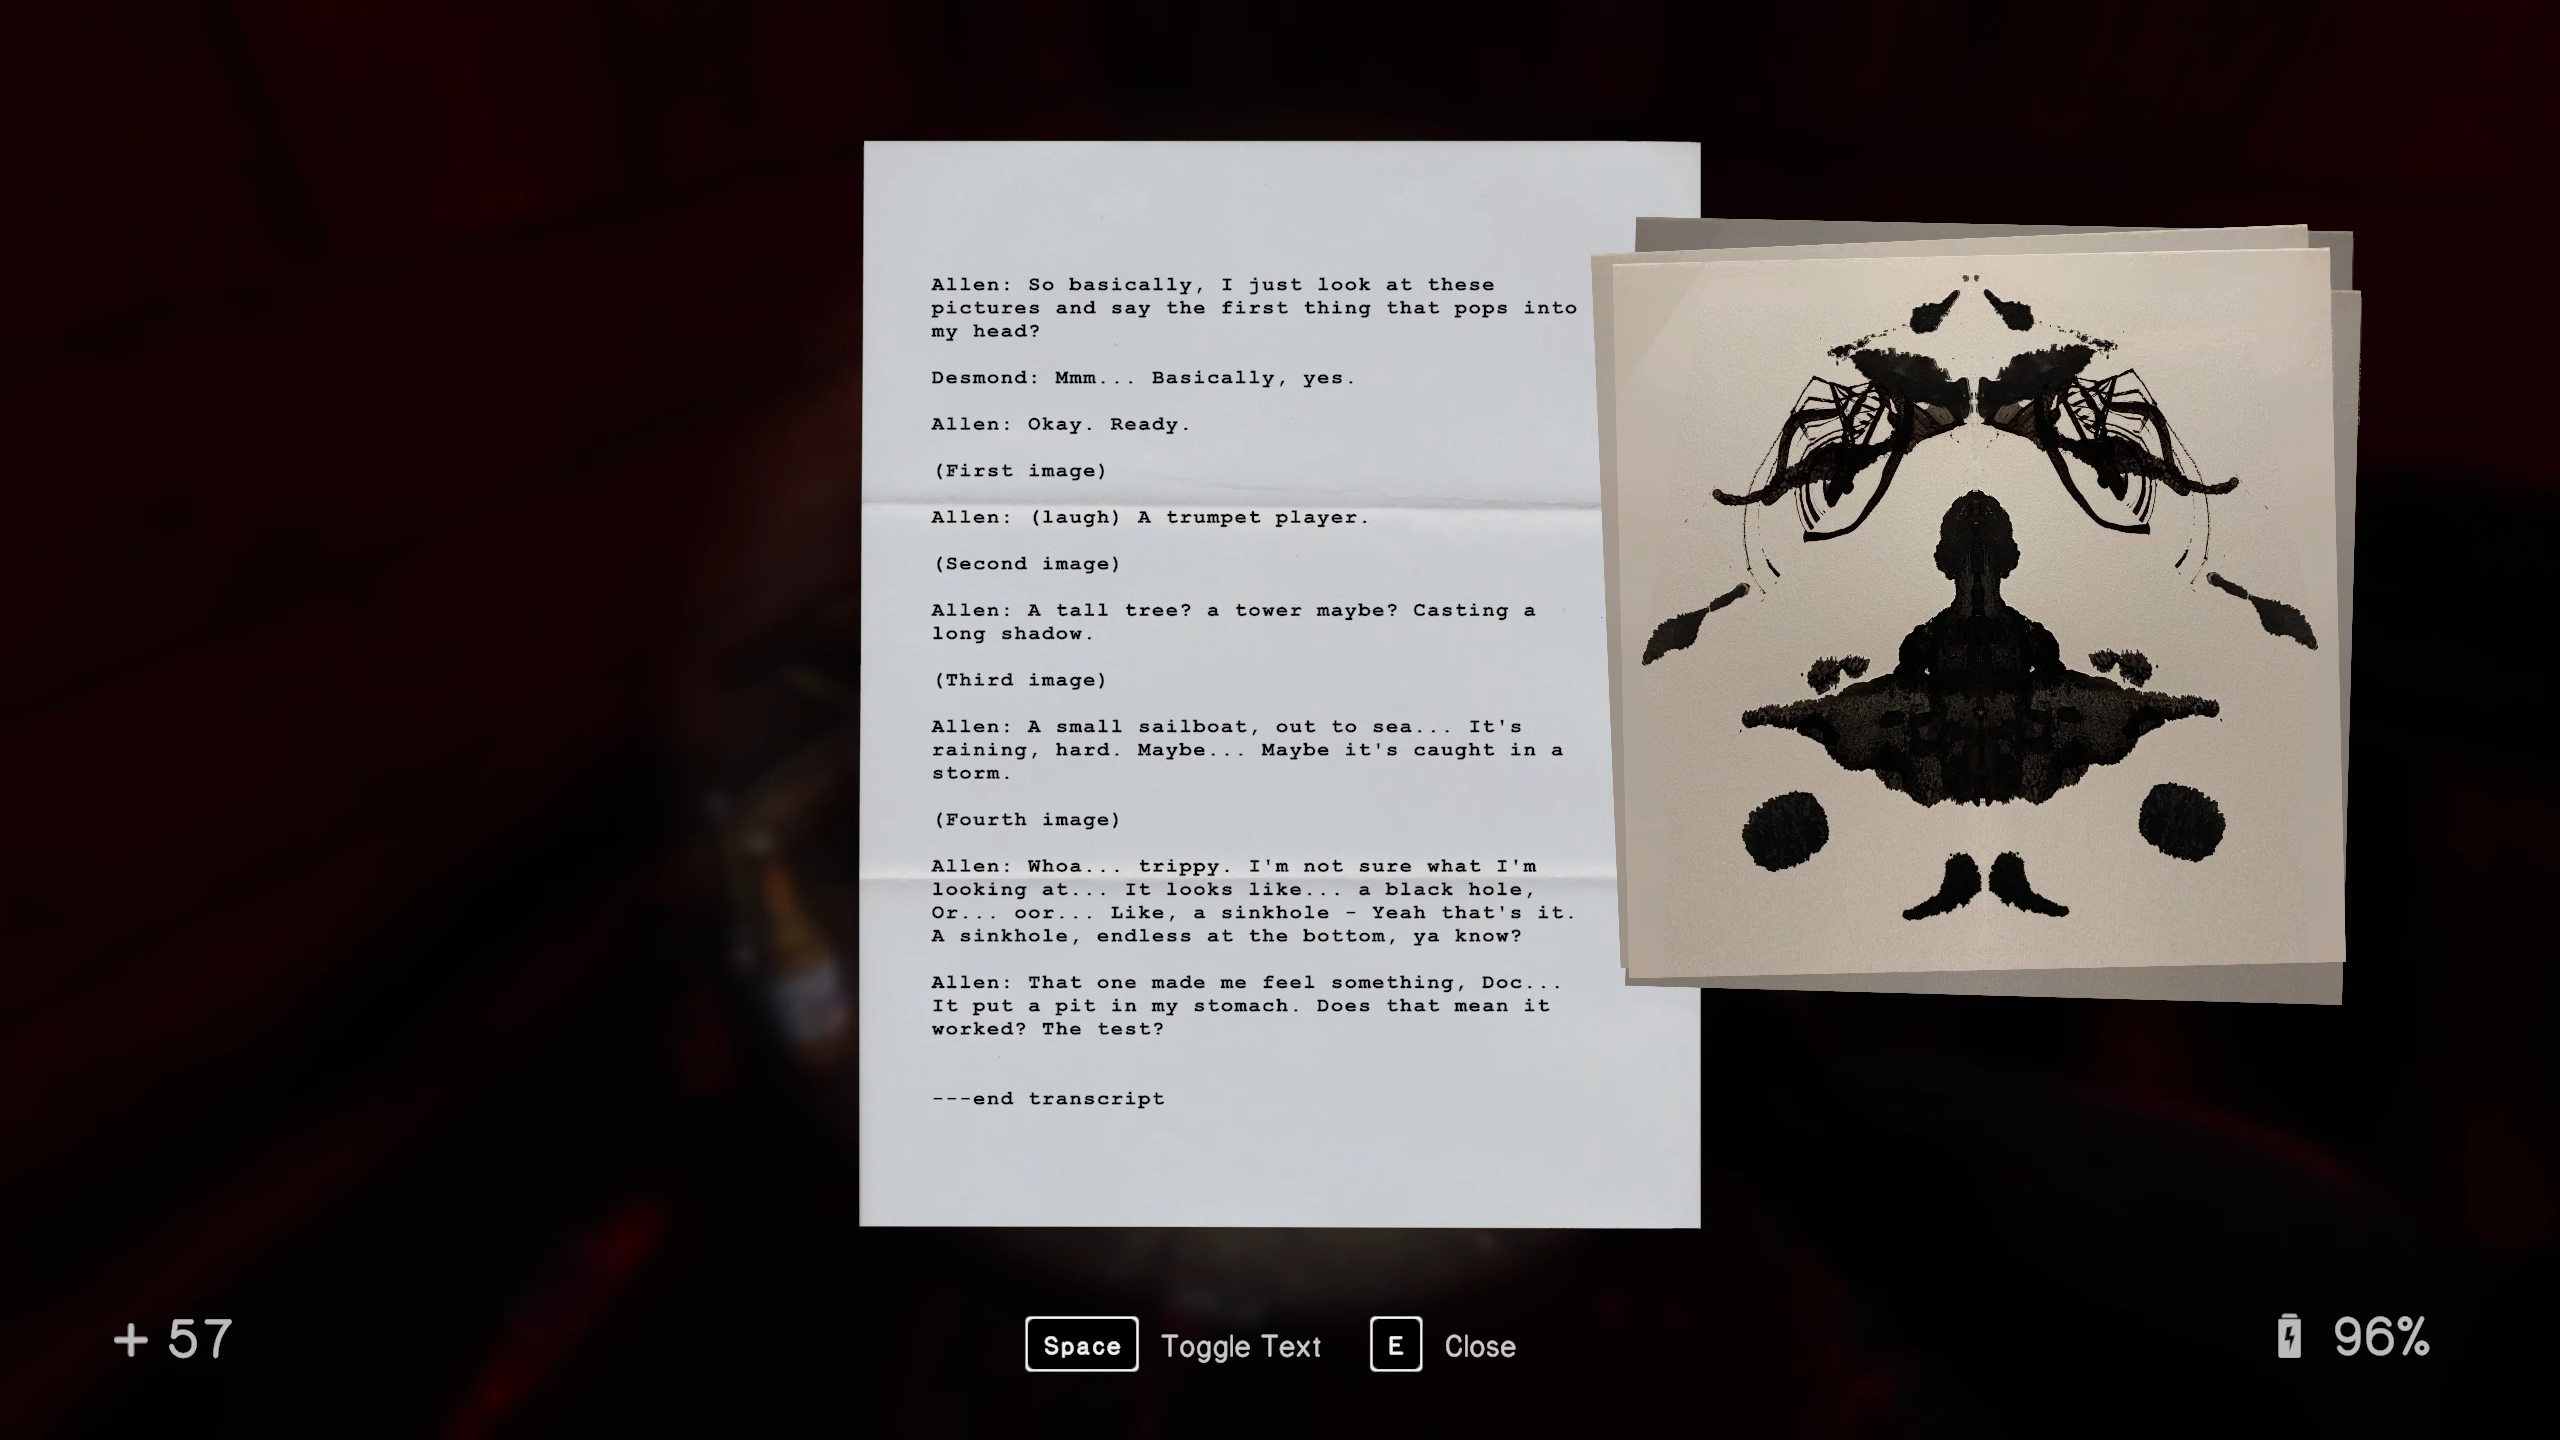 Allen: So basically, I just look at these
pictures and say the first thing that pops into
my head?
Desmond: Mmm... Basically, yes.
Allen: Okay. Ready.
(First image)
Allen: (laugh) A trumpet player.
(Second image)
Allen: A tall tree? a tower maybe? Casting a
long shadow.
(Third image)
Allen: A small sailboat, out to sea... It's
raining, hard. Maybe... Maybe it's caught in a
storm.
(Fourth image)
Allen: Whoa... trippy. I'm not sure what I'm
looking at... It looks like... a black hole,
Or... oor... Like, a sinkhole - Yeah that's it.
A sinkhole, endless at the bottom, ya know?
Allen: That one made me feel something, Doc...
It put a pit in my stomach. Does that mean it
worked? The test?
---end transcript
+ 57
Space Toggle Text E Close
96%